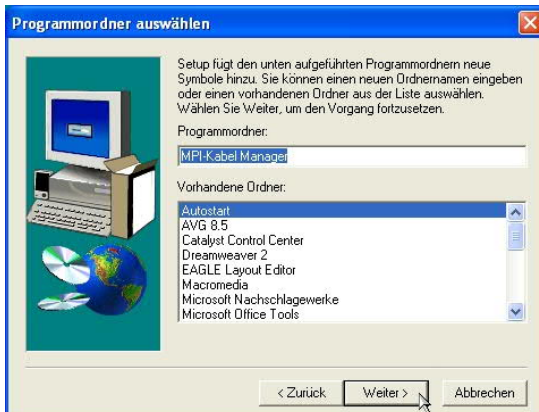 Programmordner auswählen
Setup fügt den unten aufgeführten Programmordnern neue
Symbole hinzu. Sie können einen neuen Ordnernamen eingeben
oder einen vorhandenen Ordner aus der Liste auswählen.
Wählen Sie Weiter, um den Vorgang fortzusetzen.
Programmordner:
MPI-Kabel Manager
Vorhandene Ordner:
Autostart
AVG 8.5
Catalyst Control Center
Dreamweaver 2
EAGLE Layout Editor
Macromedia
Microsoft Nachschlagewerke
Microsoft Office Tools
< Zurück
Weiter >
Abbrechen